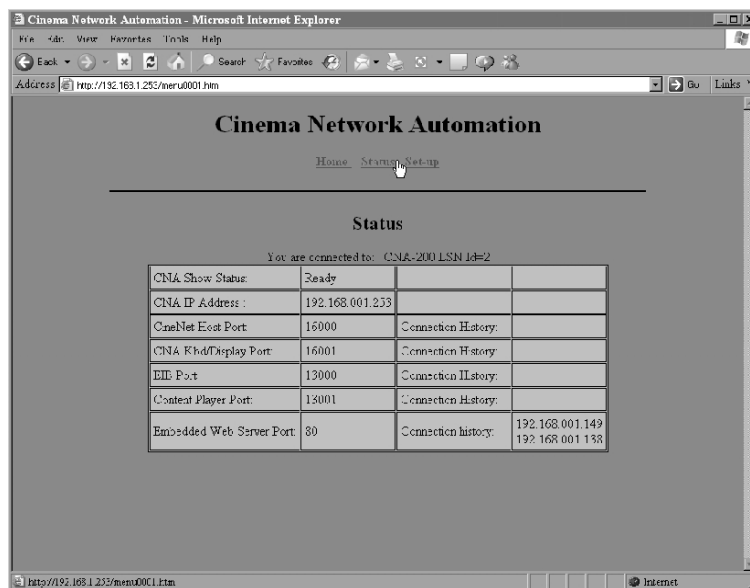 Cinema Network Automation - Microsoft Internet Explorer
File Edit View Favorites Tools Help
Back Search Favorites
Address http://192.168.1.253/menu0001.htm Go Links
Cinema Network Automation
Home Status Set-up
Status
You are connected to: CNA-200 LSN Id=2
CNA Show Status: Ready
CNA IP Address : 192.168.001.253
CineNet Host Port: 16000 Connection History:
CNA Kbd/Display Port: 16001 Connection History:
EIB Port 13000 Connection History:
Content Player Port: 13001 Connection History:
Embedded Web Server Port: 80 Connection history: 192.168.001.149
192.168.001.138
http://192.168.1.253/menu0001.htm Internet